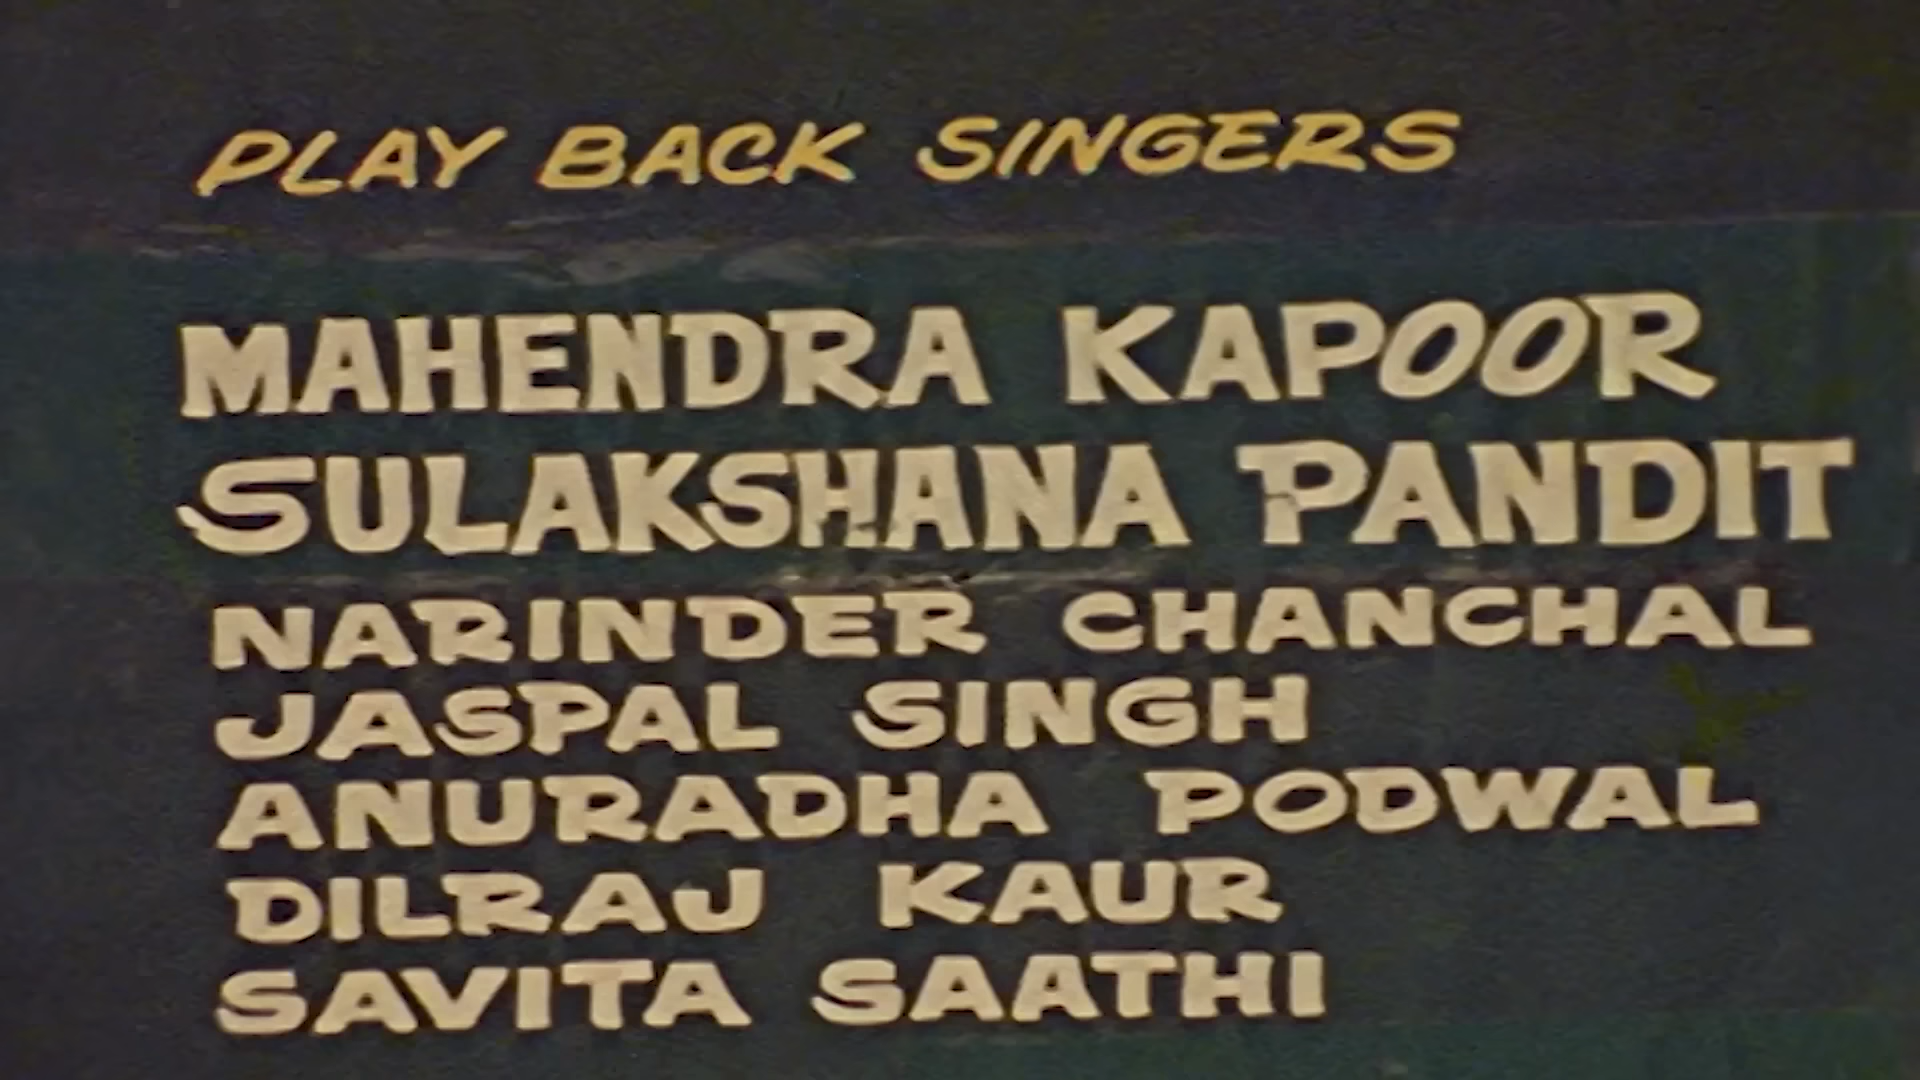 PLAY BACK SINGERS
MAHENDRA KAPOOR
SULAKSHANA PANDIT
NARINDER CHANCHAL
JASPAL SINGH
ANURADHA PODWAL
DILRAJ KAUR
SAVITA SAATHI